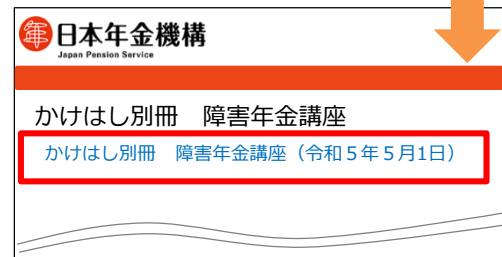 年 日本年金機構
Japan Pension Service
かけはし別冊　障害年金講座
かけはし別冊　障害年金講座（令和５年５月1日）